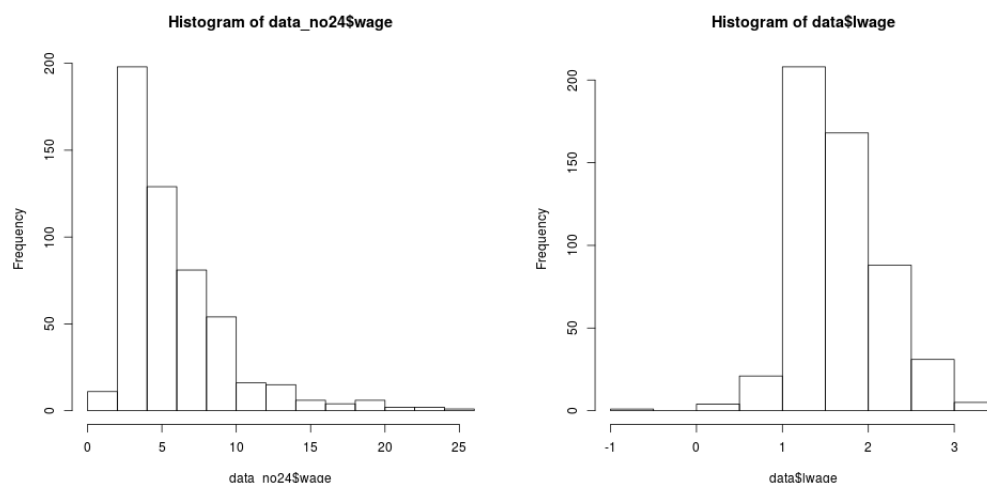 Histogram of data_no24$wage
Frequency
200
150
100
50
0
0 5 10 15 20 25
data_no24$wage
Histogram of data$lwage
Frequency
200
150
100
50
0
-1 0 1 2 3
data$lwage